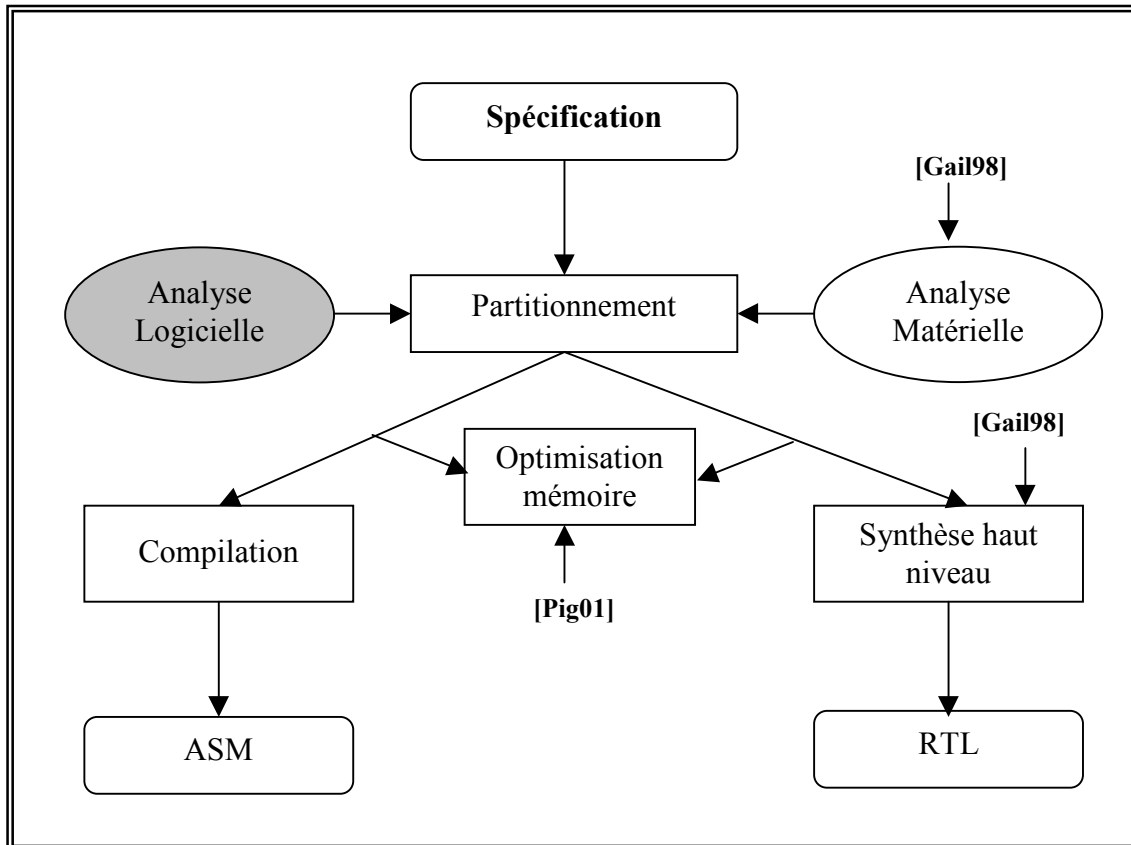 Spécification
[Gail98]
Analyse
Logicielle
Partitionnement
Analyse
Matérielle
[Gail98]
Optimisation
mémoire
Compilation
Synthèse haut
niveau
[Pig01]
ASM
RTL